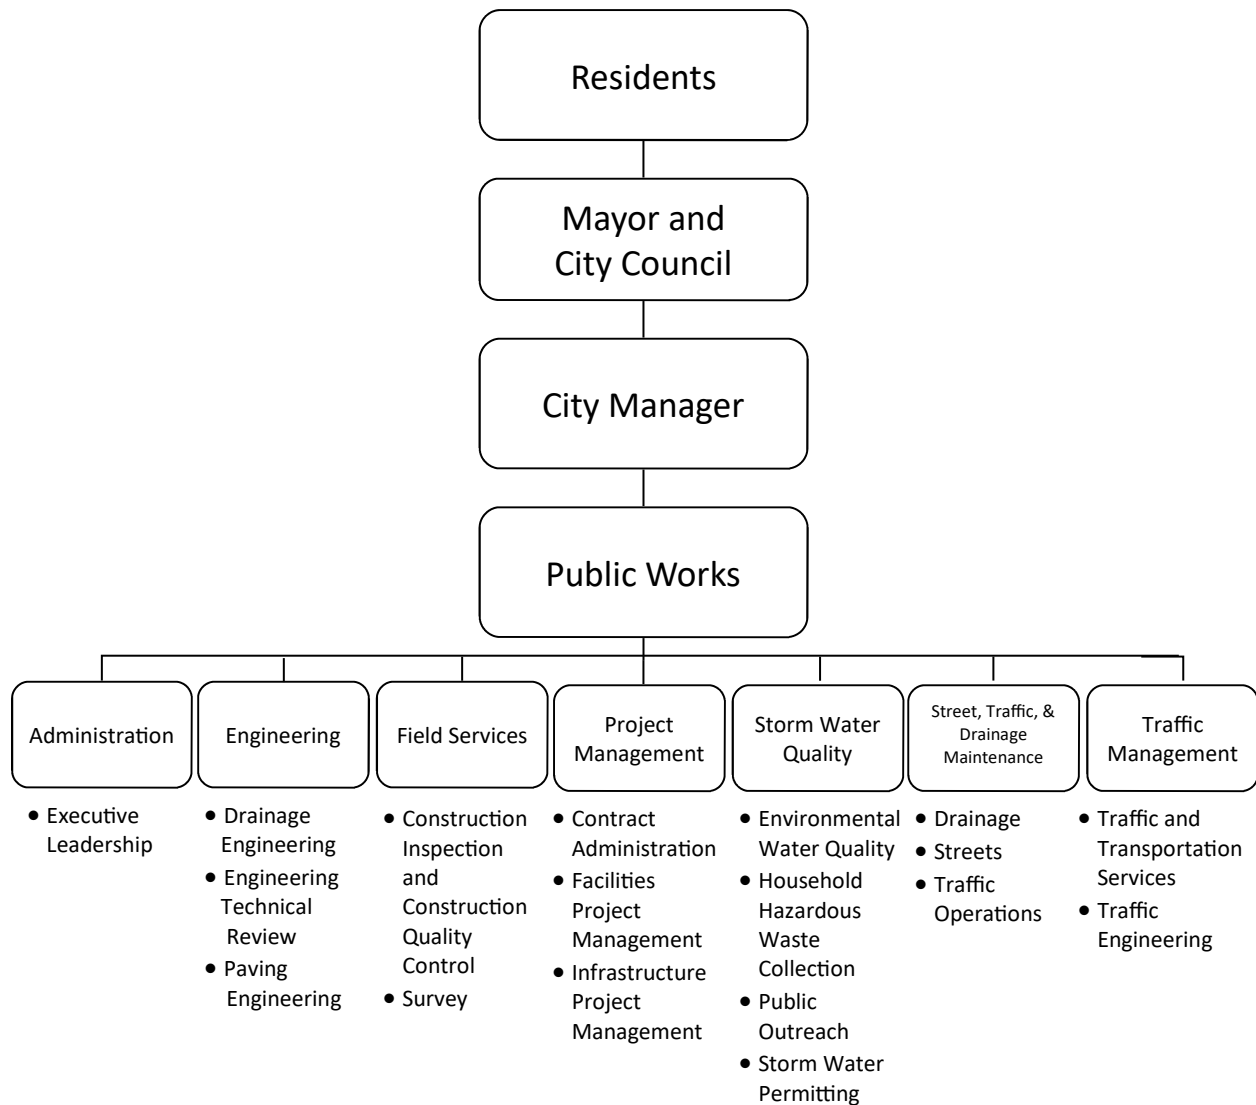 Residents
Mayor and
City Council
City Manager
Public Works
Administration
• Executive
Leadership
Engineering
• Drainage
Engineering
• Engineering
Technical
Review
• Paving
Engineering
Field Services
• Construction
Inspection
and
Construction
Quality
Control
• Survey
Project
Management
• Contract
Administration
• Facilities
Project
Management
• Infrastructure
Project
Management
Storm Water
Quality
• Environmental
Water Quality
• Household
Hazardous
Waste
Collection
• Public
Outreach
• Storm Water
Permitting
Street, Traffic, &
Drainage
Maintenance
• Drainage
• Streets
• Traffic
Operations
Traffic
Management
• Traffic and
Transportation
Services
• Traffic
Engineering